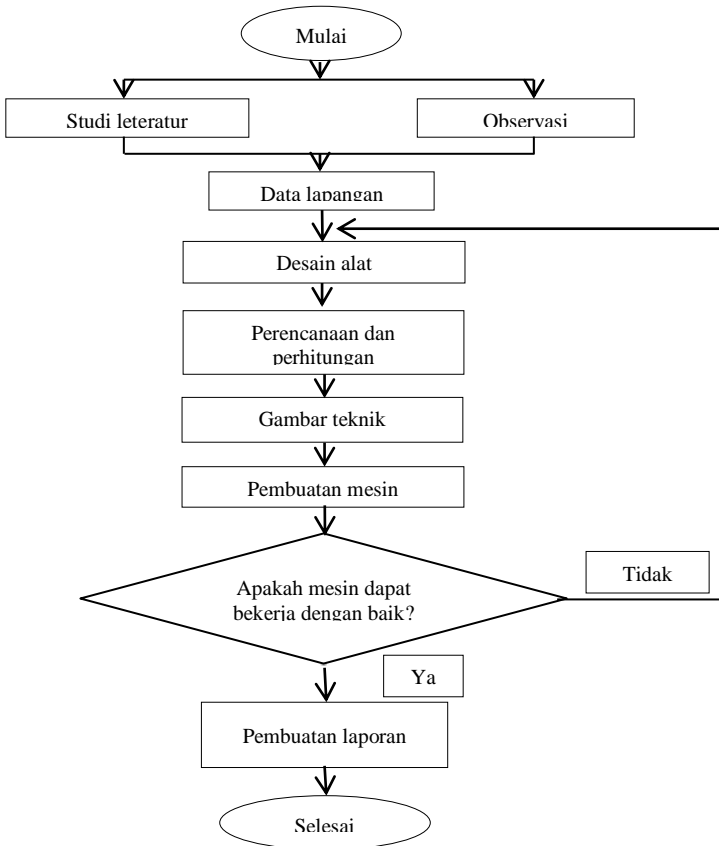 Mulai
Studi leteratur
Observasi
Data lapangan
Desain alat
Perencanaan dan
perhitungan
Gambar teknik
Pembuatan mesin
Apakah mesin dapat
bekerja dengan baik?
Tidak
Ya
Pembuatan laporan
Selesai